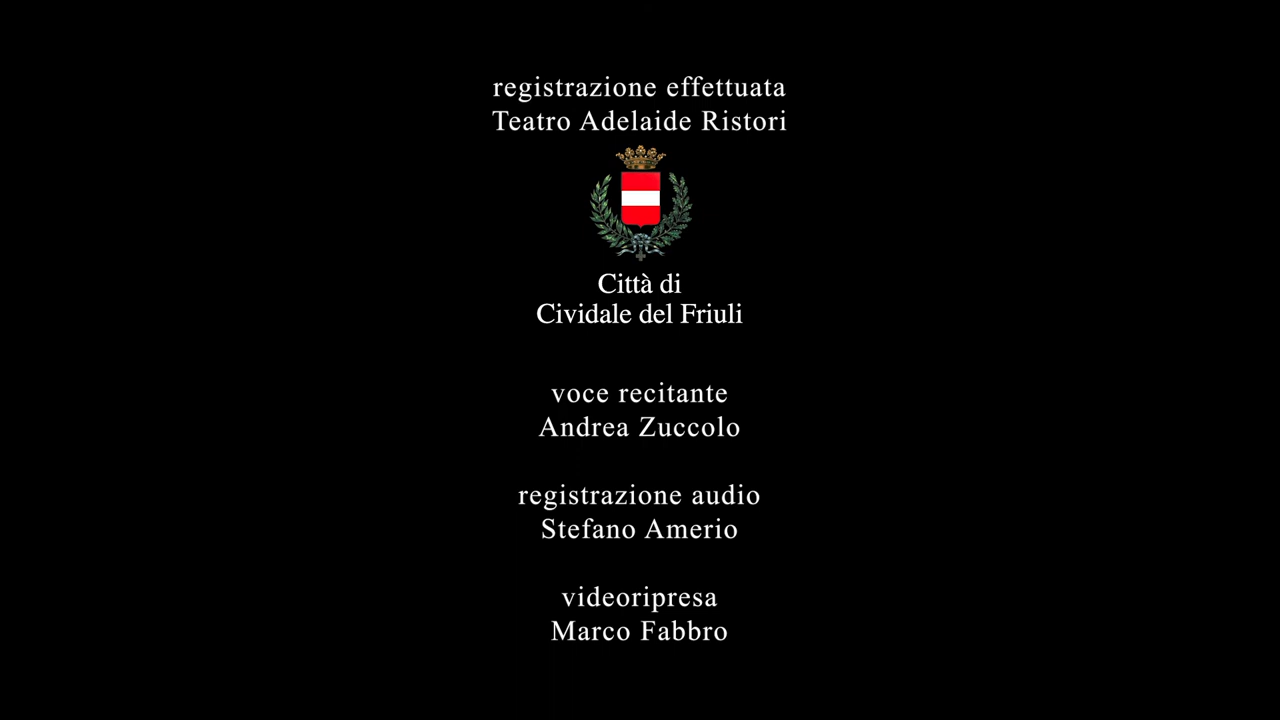 registrazione effettuata
Teatro Adelaide Ristori
Città di
Cividale del Friuli
voce recitante
Andrea Zuccolo
registrazione audio
Stefano Amerio
videoripresa
Marco Fabbro